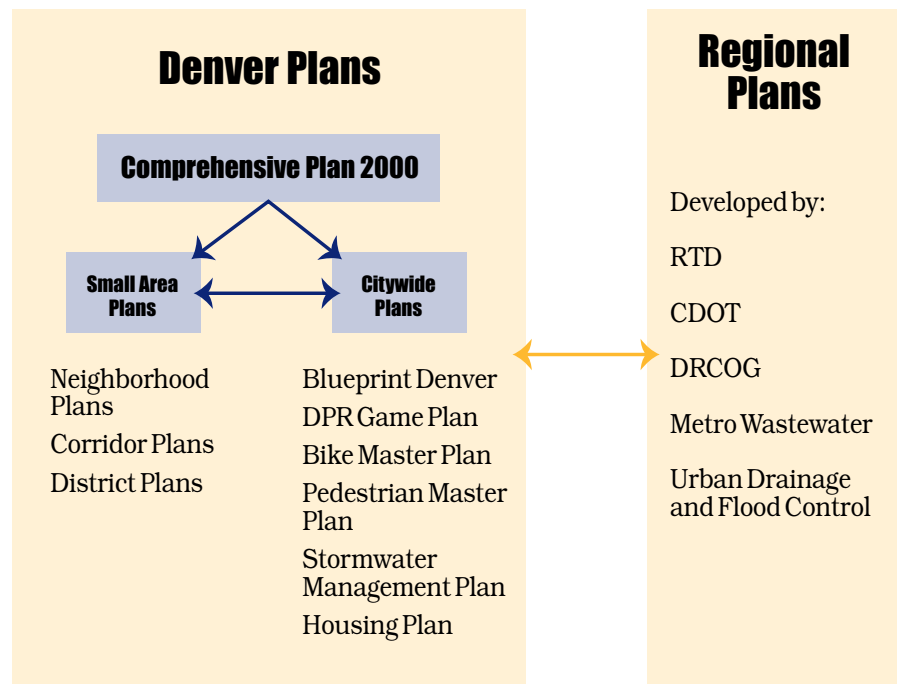 Denver Plans
Comprehensive Plan 2000
Small Area
Plans
Citywide
Plans
Neighborhood
Plans
Corridor Plans
District Plans
Blueprint Denver
DPR Game Plan
Bike Master Plan
Pedestrian Master
Plan
Stormwater
Management Plan
Housing Plan
Regional
Plans
Developed by:
RTD
CDOT
DRCOG
Metro Wastewater
Urban Drainage
and Flood Control